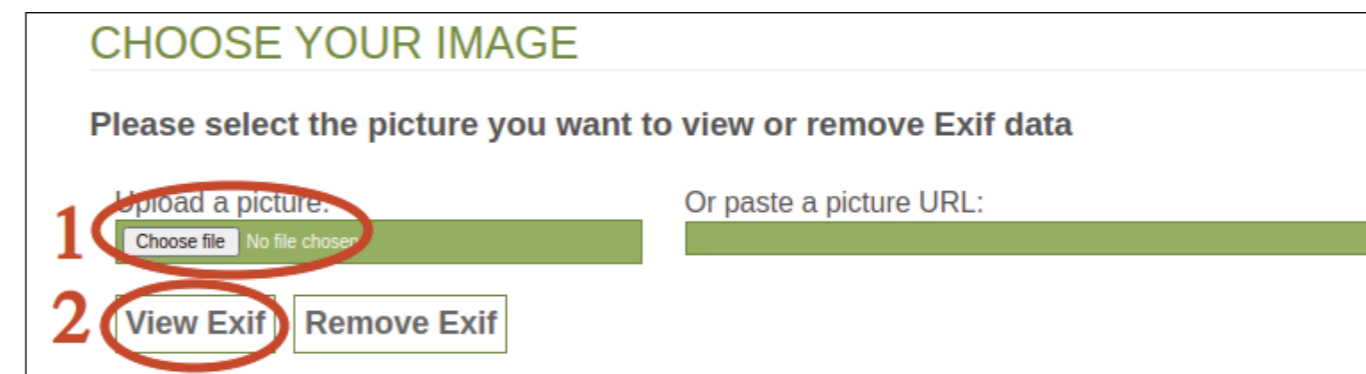 CHOOSE YOUR IMAGE
Please select the picture you want to view or remove Exif data
Upload a picture:
Or paste a picture URL:
1
Choose file No file chosen
2
View Exif
Remove Exif